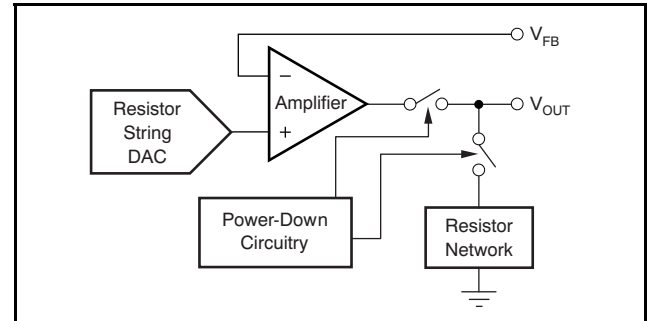 V_FB
−
Amplifier
V_OUT
Resistor
String
DAC
+
Power-Down
Circuitry
Resistor
Network